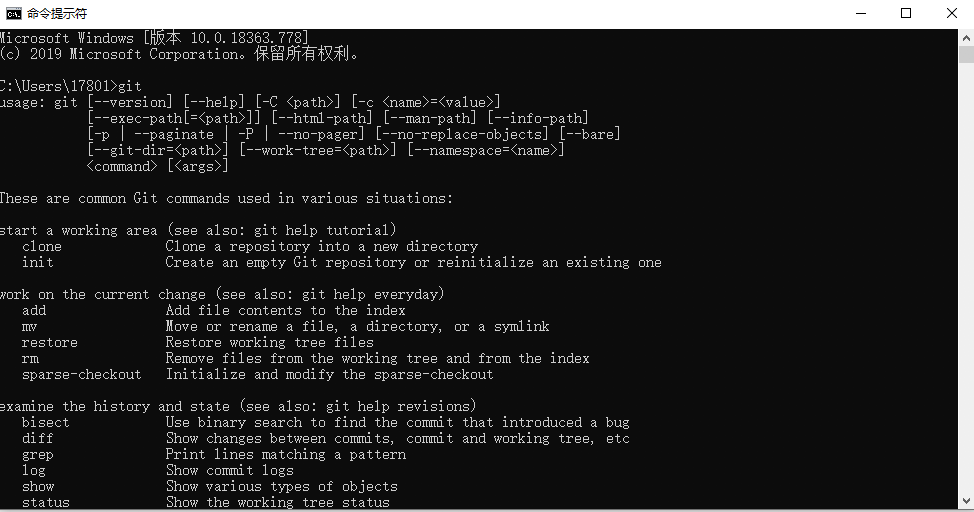 命令提示符
Microsoft Windows [版本 10.0.18363.778]
(c) 2019 Microsoft Corporation。保留所有权利。
C:\Users\17801>git
usage: git [--version] [--help] [-C <path>] [-c <name>=<value>]
           [--exec-path[=<path>]] [--html-path] [--man-path] [--info-path]
           [-p | --paginate | -P | --no-pager] [--no-replace-objects] [--bare]
           [--git-dir=<path>] [--work-tree=<path>] [--namespace=<name>]
           <command> [<args>]
These are common Git commands used in various situations:
start a working area (see also: git help tutorial)
   clone             Clone a repository into a new directory
   init              Create an empty Git repository or reinitialize an existing one
work on the current change (see also: git help everyday)
   add               Add file contents to the index
   mv                Move or rename a file, a directory, or a symlink
   restore           Restore working tree files
   rm                Remove files from the working tree and from the index
   sparse-checkout   Initialize and modify the sparse-checkout
examine the history and state (see also: git help revisions)
   bisect            Use binary search to find the commit that introduced a bug
   diff              Show changes between commits, commit and working tree, etc
   grep              Print lines matching a pattern
   log               Show commit logs
   show              Show various types of objects
   status            Show the working tree status